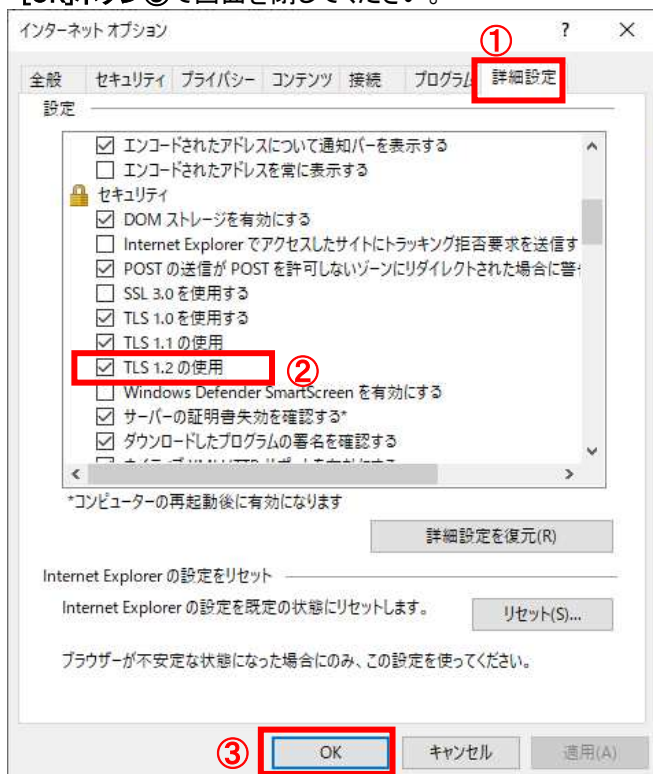 [OK]ボタン③で画面を閉じてください。
インターネット オプション ? ×
①
全般 セキュリティ プライバシー コンテンツ 接続 プログラム 詳細設定
設定
エンコードされたアドレスについて通知バーを表示する
エンコードされたアドレスを常に表示する
セキュリティ
DOM ストレージを有効にする
Internet Explorer でアクセスしたサイトにトラッキング拒否要求を送信す
POST の送信が POST を許可しないゾーンにリダイレクトされた場合に警
SSL 3.0 を使用する
TLS 1.0 を使用する
TLS 1.1 の使用
TLS 1.2 の使用 ②
Windows Defender SmartScreen を有効にする
サーバーの証明書失効を確認する*
ダウンロードしたプログラムの署名を確認する
*コンピューターの再起動後に有効になります
詳細設定を復元(R)
Internet Explorer の設定をリセット
Internet Explorer の設定を既定の状態にリセットします。 リセット(S)...
ブラウザーが不安定な状態になった場合にのみ、この設定を使ってください。
③ OK キャンセル 適用(A)